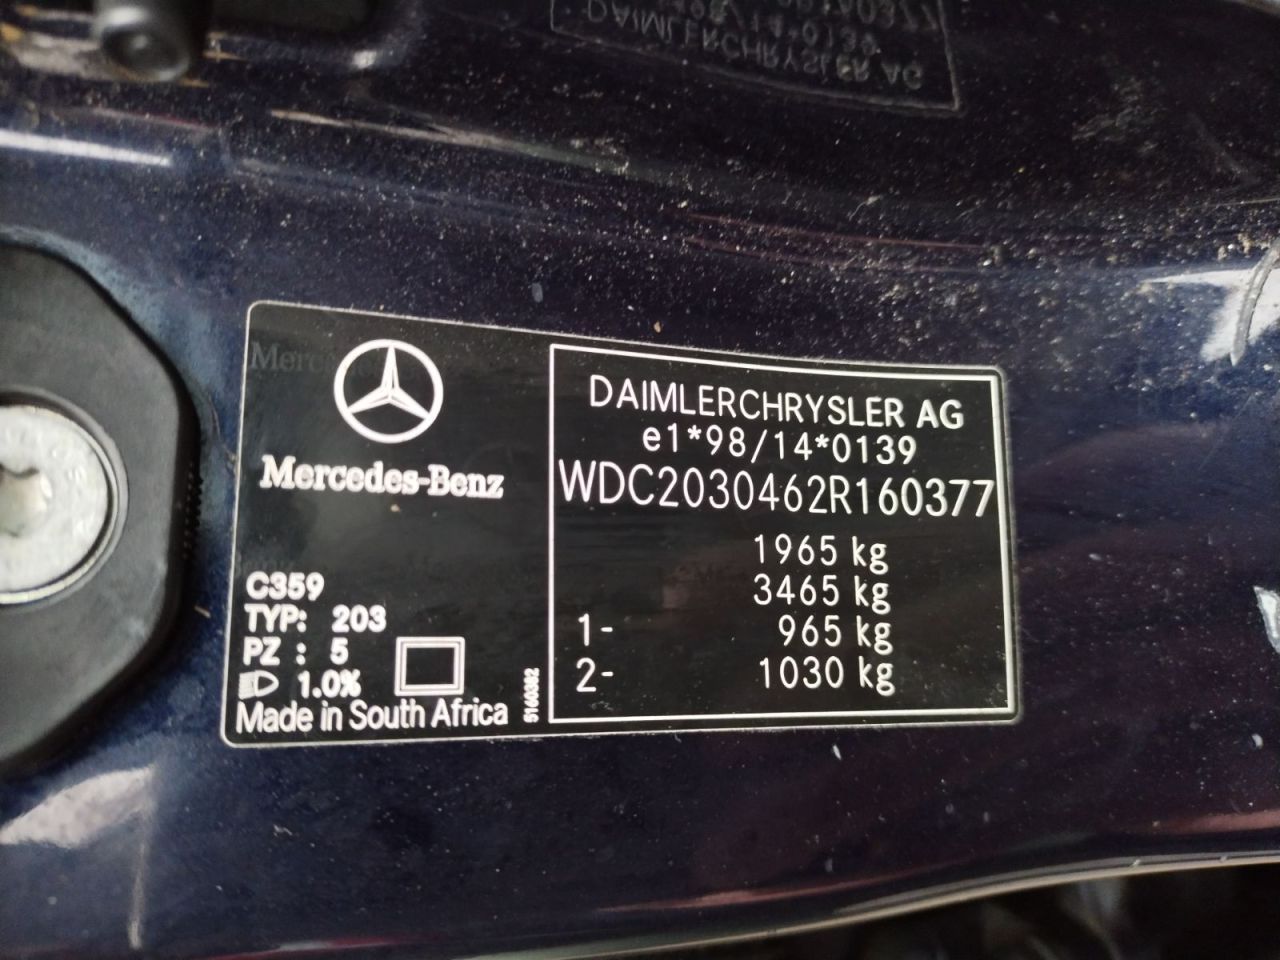 DAIMLERCHRYSLER AG
Mercedes-Benz
C359
TYP: 203
PZ : 5
1.0%
Made in South Africa
5160382
DAIMLERCHRYSLER AG
e1*98/14*0139
WDC2030462R160377
1965 kg
3465 kg
1- 965 kg
2- 1030 kg